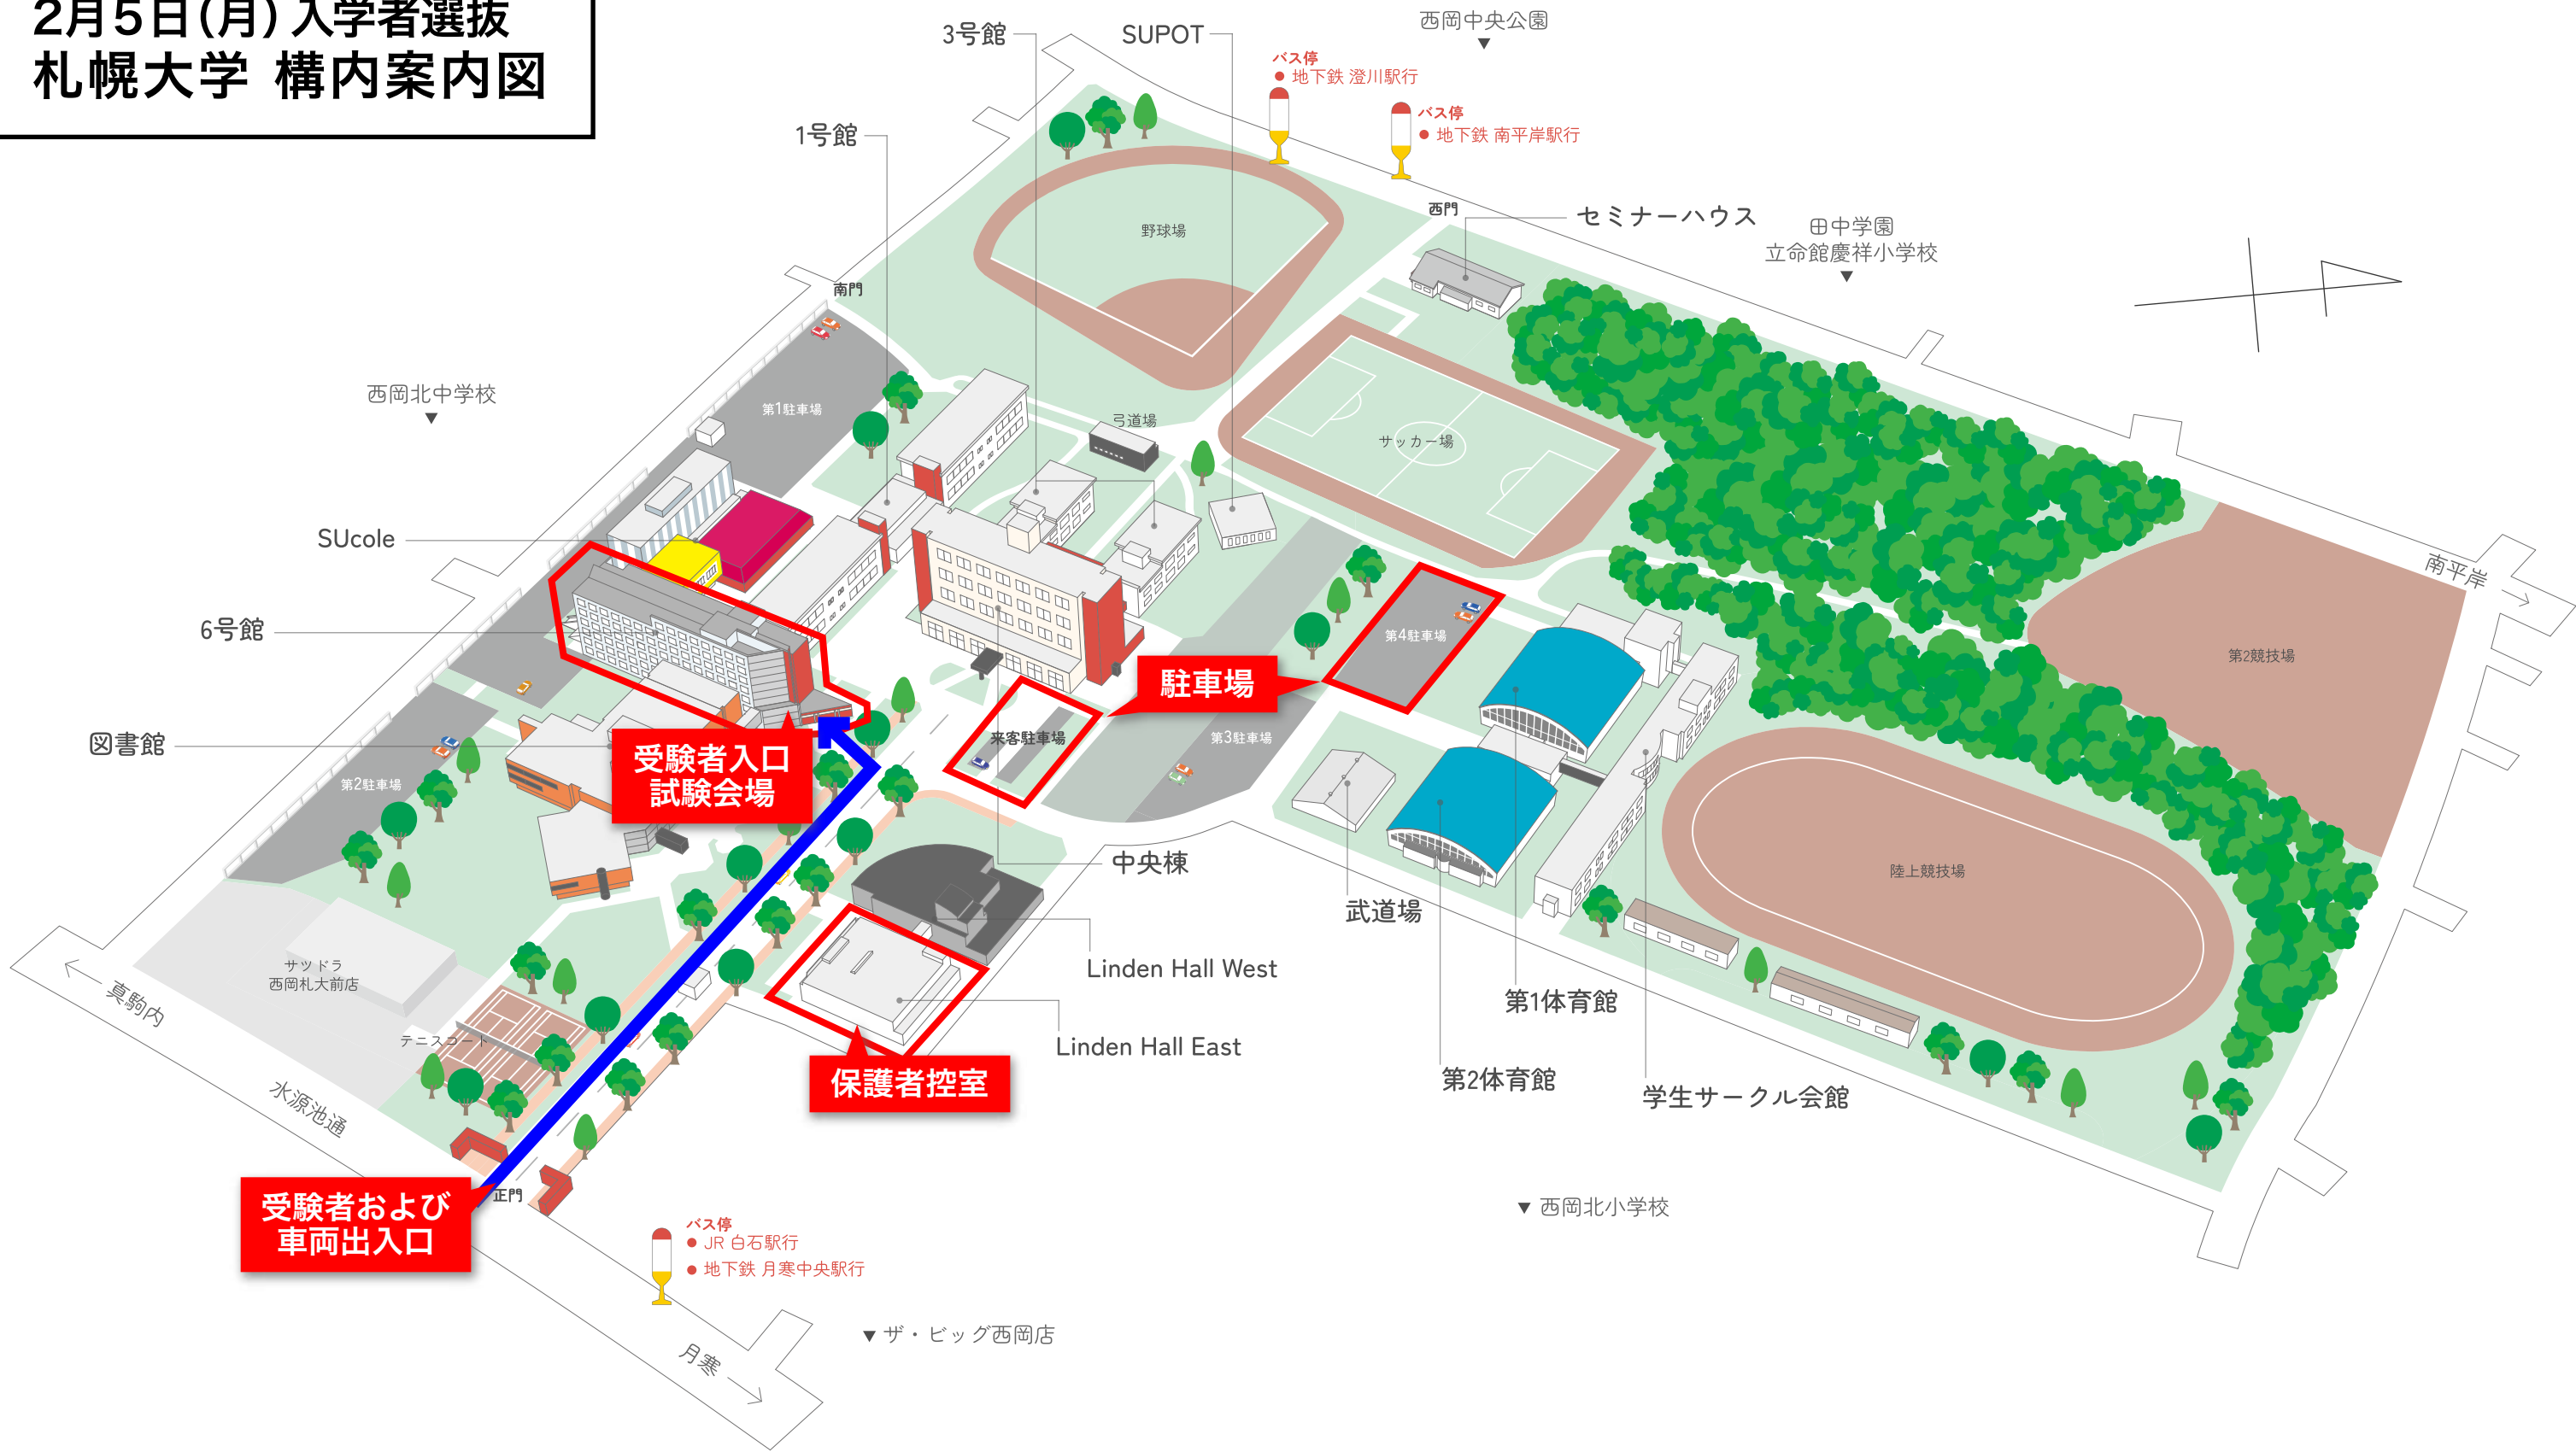 2月5日(月)入学者選抜
札幌大学 構内案内図
3号館
SUPOT
西岡中央公園
▼
バス停
● 地下鉄 澄川駅行
バス停
● 地下鉄 南平岸駅行
1号館
西門
セミナーハウス
田中学園
立命館慶祥小学校
▼
野球場
南門
西岡北中学校
▼
第1駐車場
弓道場
サッカー場
SUcole
南平岸
6号館
第4駐車場
第2競技場
駐車場
図書館
来客駐車場
第3駐車場
受験者入口
試験会場
第2駐車場
中央棟
陸上競技場
武道場
サツドラ
西岡札大前店
Linden Hall West
真駒内
第1体育館
テニスコート
Linden Hall East
保護者控室
第2体育館
学生サークル会館
水源池通
受験者および
車両出入口
正門
▼ 西岡北小学校
バス停
● JR 白石駅行
● 地下鉄 月寒中央駅行
▼ ザ・ビッグ西岡店
月寒